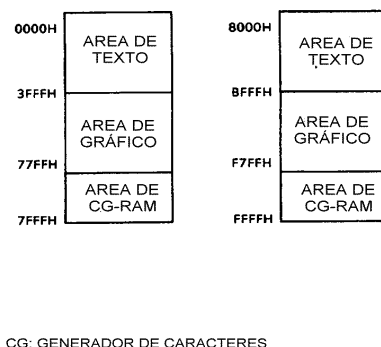 0000H
AREA DE
TEXTO
3FFFH
AREA DE
GRÁFICO
77FFH
AREA DE
CG-RAM
7FFFH
8000H
AREA DE
TEXTO
BFFFH
AREA DE
GRÁFICO
F7FFH
AREA DE
CG-RAM
FFFFH
CG: GENERADOR DE CARACTERES